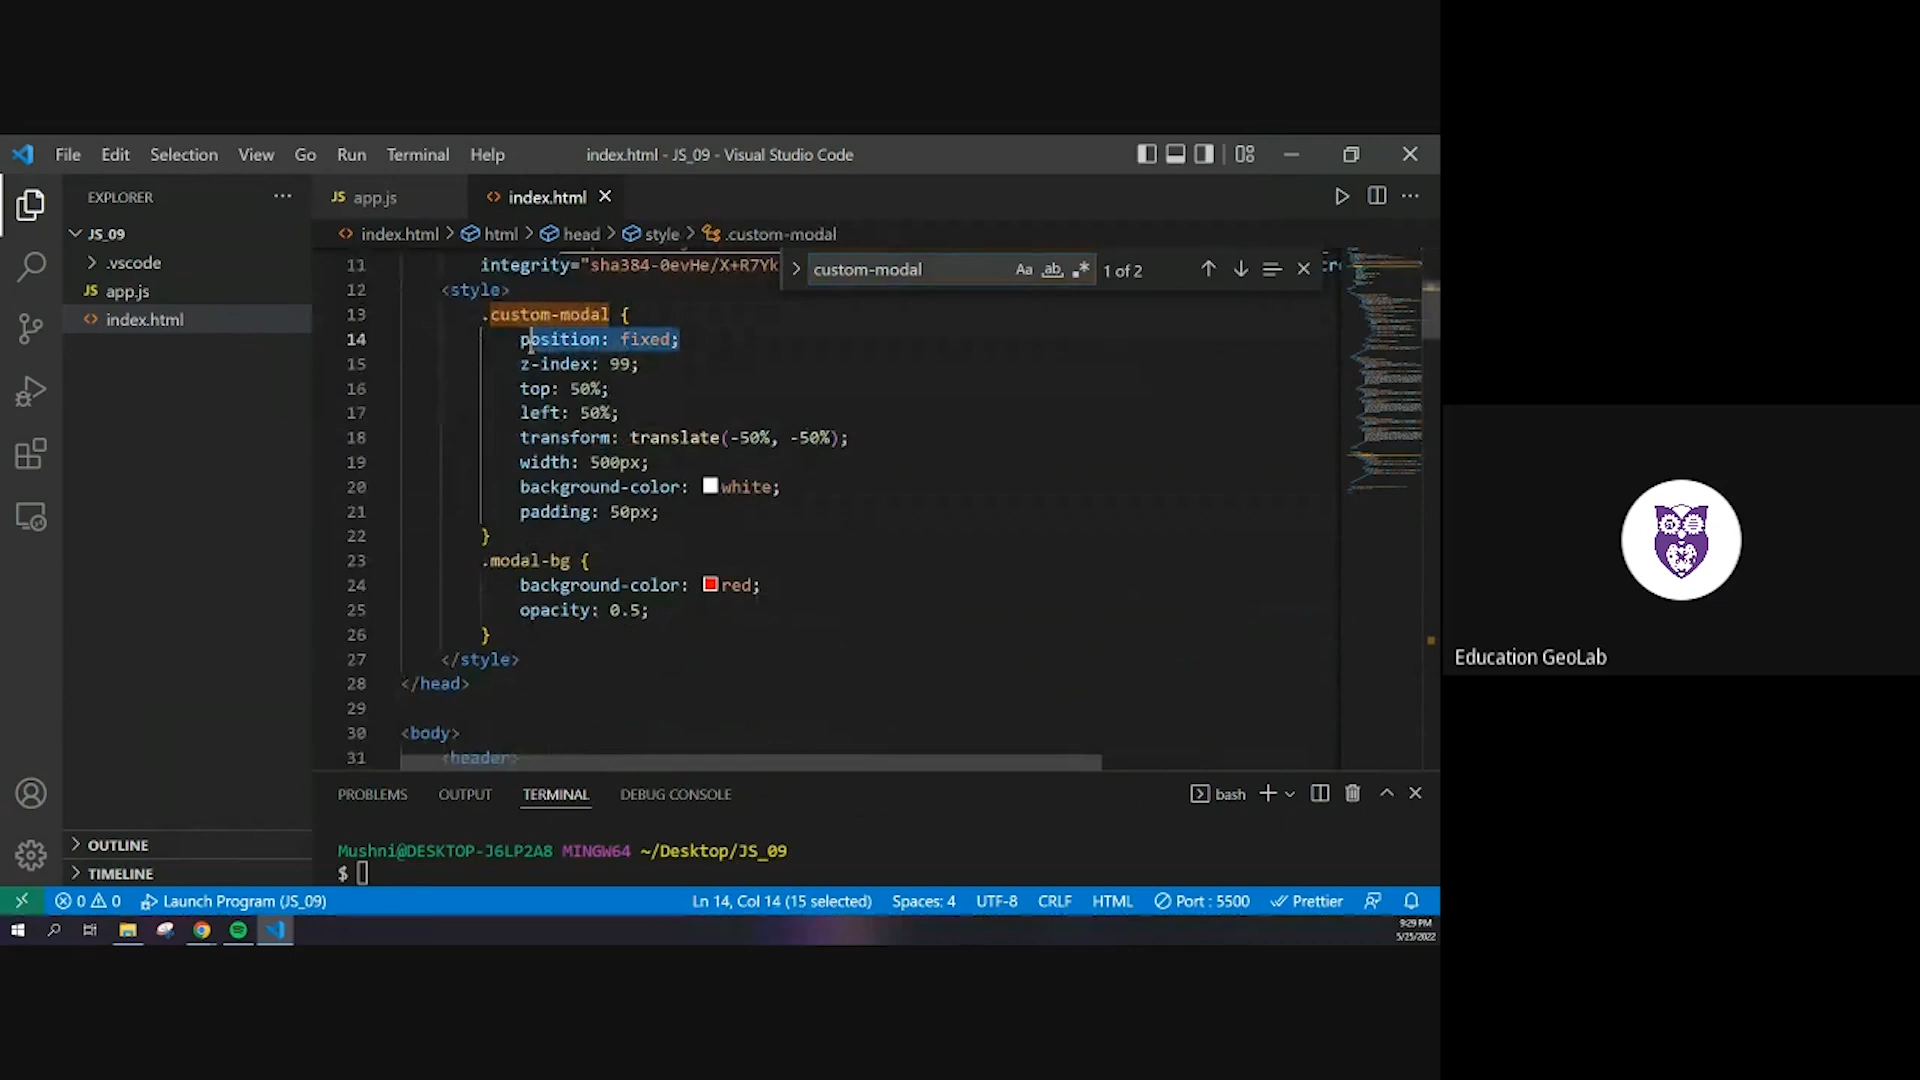 File Edit Selection View Go Run Terminal Help index.html - JS_09 - Visual Studio Code
EXPLORER
JS app.js
<> index.html
JS_09
.vscode
JS app.js
<> index.html
OUTLINE
TIMELINE
<> index.html > html > head > style > .custom-modal
custom-modal Aa ab .* 1 of 2
11 integrity="sha384-0evHe/X+R7Yk
12 <style>
13 .custom-modal {
14 position: fixed;
15 z-index: 99;
16 top: 50%;
17 left: 50%;
18 transform: translate(-50%, -50%);
19 width: 500px;
20 background-color: white;
21 padding: 50px;
22 }
23 .modal-bg {
24 background-color: red;
25 opacity: 0.5;
26 }
27 </style>
28 </head>
29
30 <body>
31 <header>
PROBLEMS OUTPUT TERMINAL DEBUG CONSOLE
bash
Mushni@DESKTOP-J6LP2A8 MINGW64 ~/Desktop/JS_09
$
0 0 Launch Program (JS_09) Ln 14, Col 14 (15 selected) Spaces: 4 UTF-8 CRLF HTML Port : 5500 Prettier
9:29 PM
5/25/2022
Education GeoLab